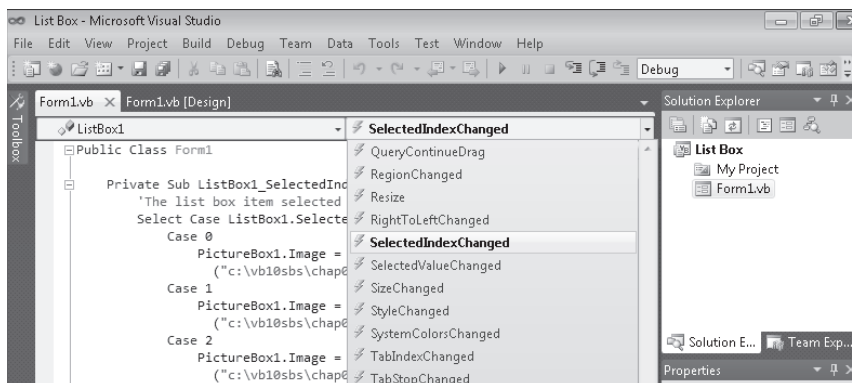 List Box - Microsoft Visual Studio
File Edit View Project Build Debug Team Data Tools Test Window Help
Debug
Toolbox
Form1.vb Form1.vb [Design]
ListBox1
SelectedIndexChanged
Public Class Form1
Private Sub ListBox1_SelectedInd
'The list box item selected
Select Case ListBox1.Selecte
Case 0
PictureBox1.Image =
("c:\vb10sbs\chap0
Case 1
PictureBox1.Image =
("c:\vb10sbs\chap0
Case 2
PictureBox1.Image =
("c:\vb10sbs\chap0
QueryContinueDrag
RegionChanged
Resize
RightToLeftChanged
SelectedIndexChanged
SelectedValueChanged
SizeChanged
StyleChanged
SystemColorsChanged
TabIndexChanged
TabStopChanged
Solution Explorer
List Box
My Project
Form1.vb
Solution E... Team Exp...
Properties